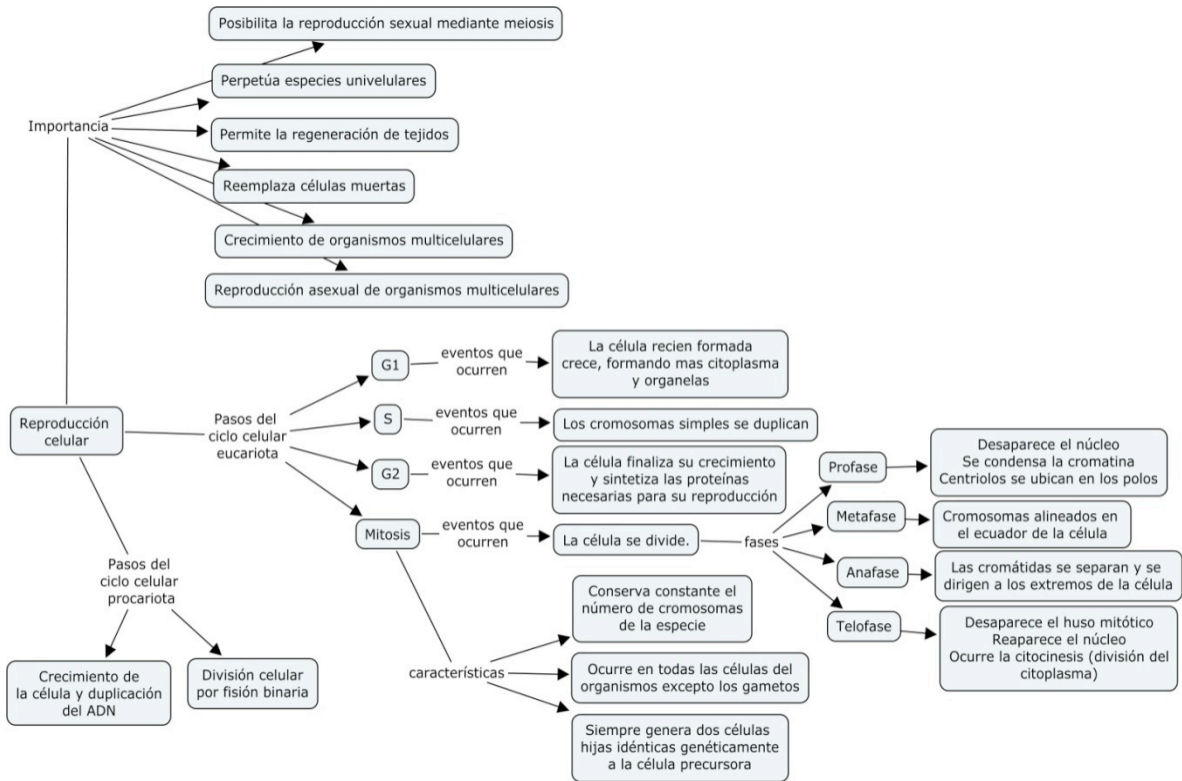 Posibilita la reproducción sexual mediante meiosis
Perpetúa especies univelulares
Importancia
Permite la regeneración de tejidos
Reemplaza células muertas
Crecimiento de organismos multicelulares
Reproducción asexual de organismos multicelulares
Reproducción
celular
Pasos del
ciclo celular
eucariota
G1
eventos que
ocurren
La célula recien formada
crece, formando mas citoplasma
y organelas
S
eventos que
ocurren
Los cromosomas simples se duplican
G2
eventos que
ocurren
La célula finaliza su crecimiento
y sintetiza las proteínas
necesarias para su reproducción
Mitosis
eventos que
ocurren
La célula se divide.
fases
Profase
Desaparece el núcleo
Se condensa la cromatina
Centriolos se ubican en los polos
Metafase
Cromosomas alineados en
el ecuador de la célula
Anafase
Las cromátidas se separan y se
dirigen a los extremos de la célula
Telofase
Desaparece el huso mitótico
Reaparece el núcleo
Ocurre la citocinesis (división del
citoplasma)
características
Conserva constante el
número de cromosomas
de la especie
Ocurre en todas las células del
organismos excepto los gametos
Siempre genera dos células
hijas idénticas genéticamente
a la célula precursora
Pasos del
ciclo celular
procariota
Crecimiento de
la célula y duplicación
del ADN
División celular
por fisión binaria